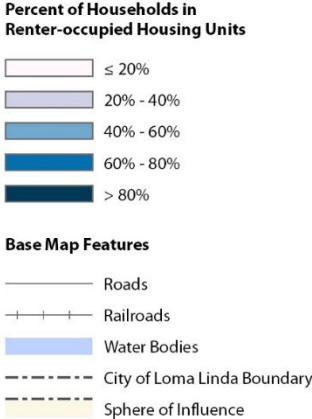 Percent of Households in
Renter-occupied Housing Units
≤ 20%
20% - 40%
40% - 60%
60% - 80%
> 80%
Base Map Features
Roads
Railroads
Water Bodies
City of Loma Linda Boundary
Sphere of Influence